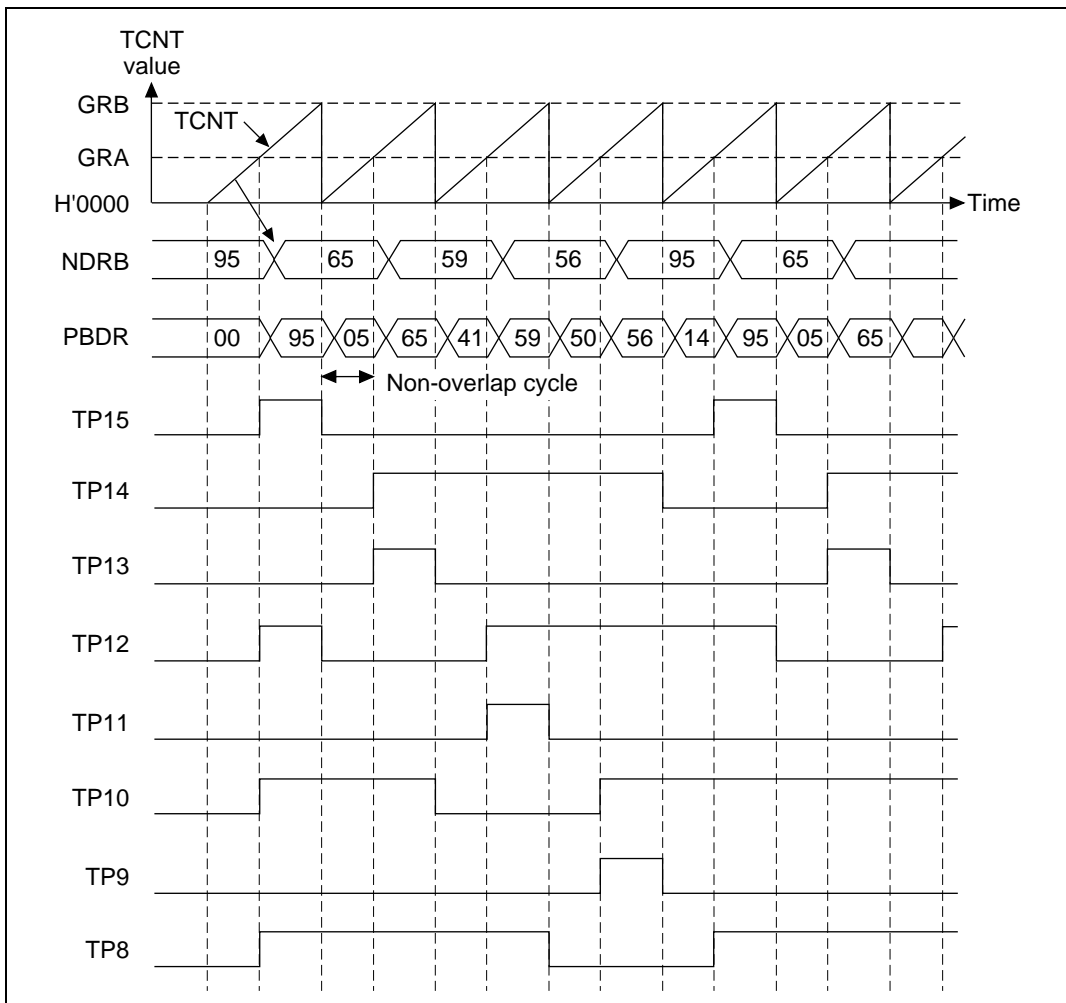 TCNT
value
GRB
TCNT
GRA
H'0000
Time
NDRB 95 65 59 56 95 65
PBDR 00 95 05 65 41 59 50 56 14 95 05 65
Non-overlap cycle
TP15
TP14
TP13
TP12
TP11
TP10
TP9
TP8